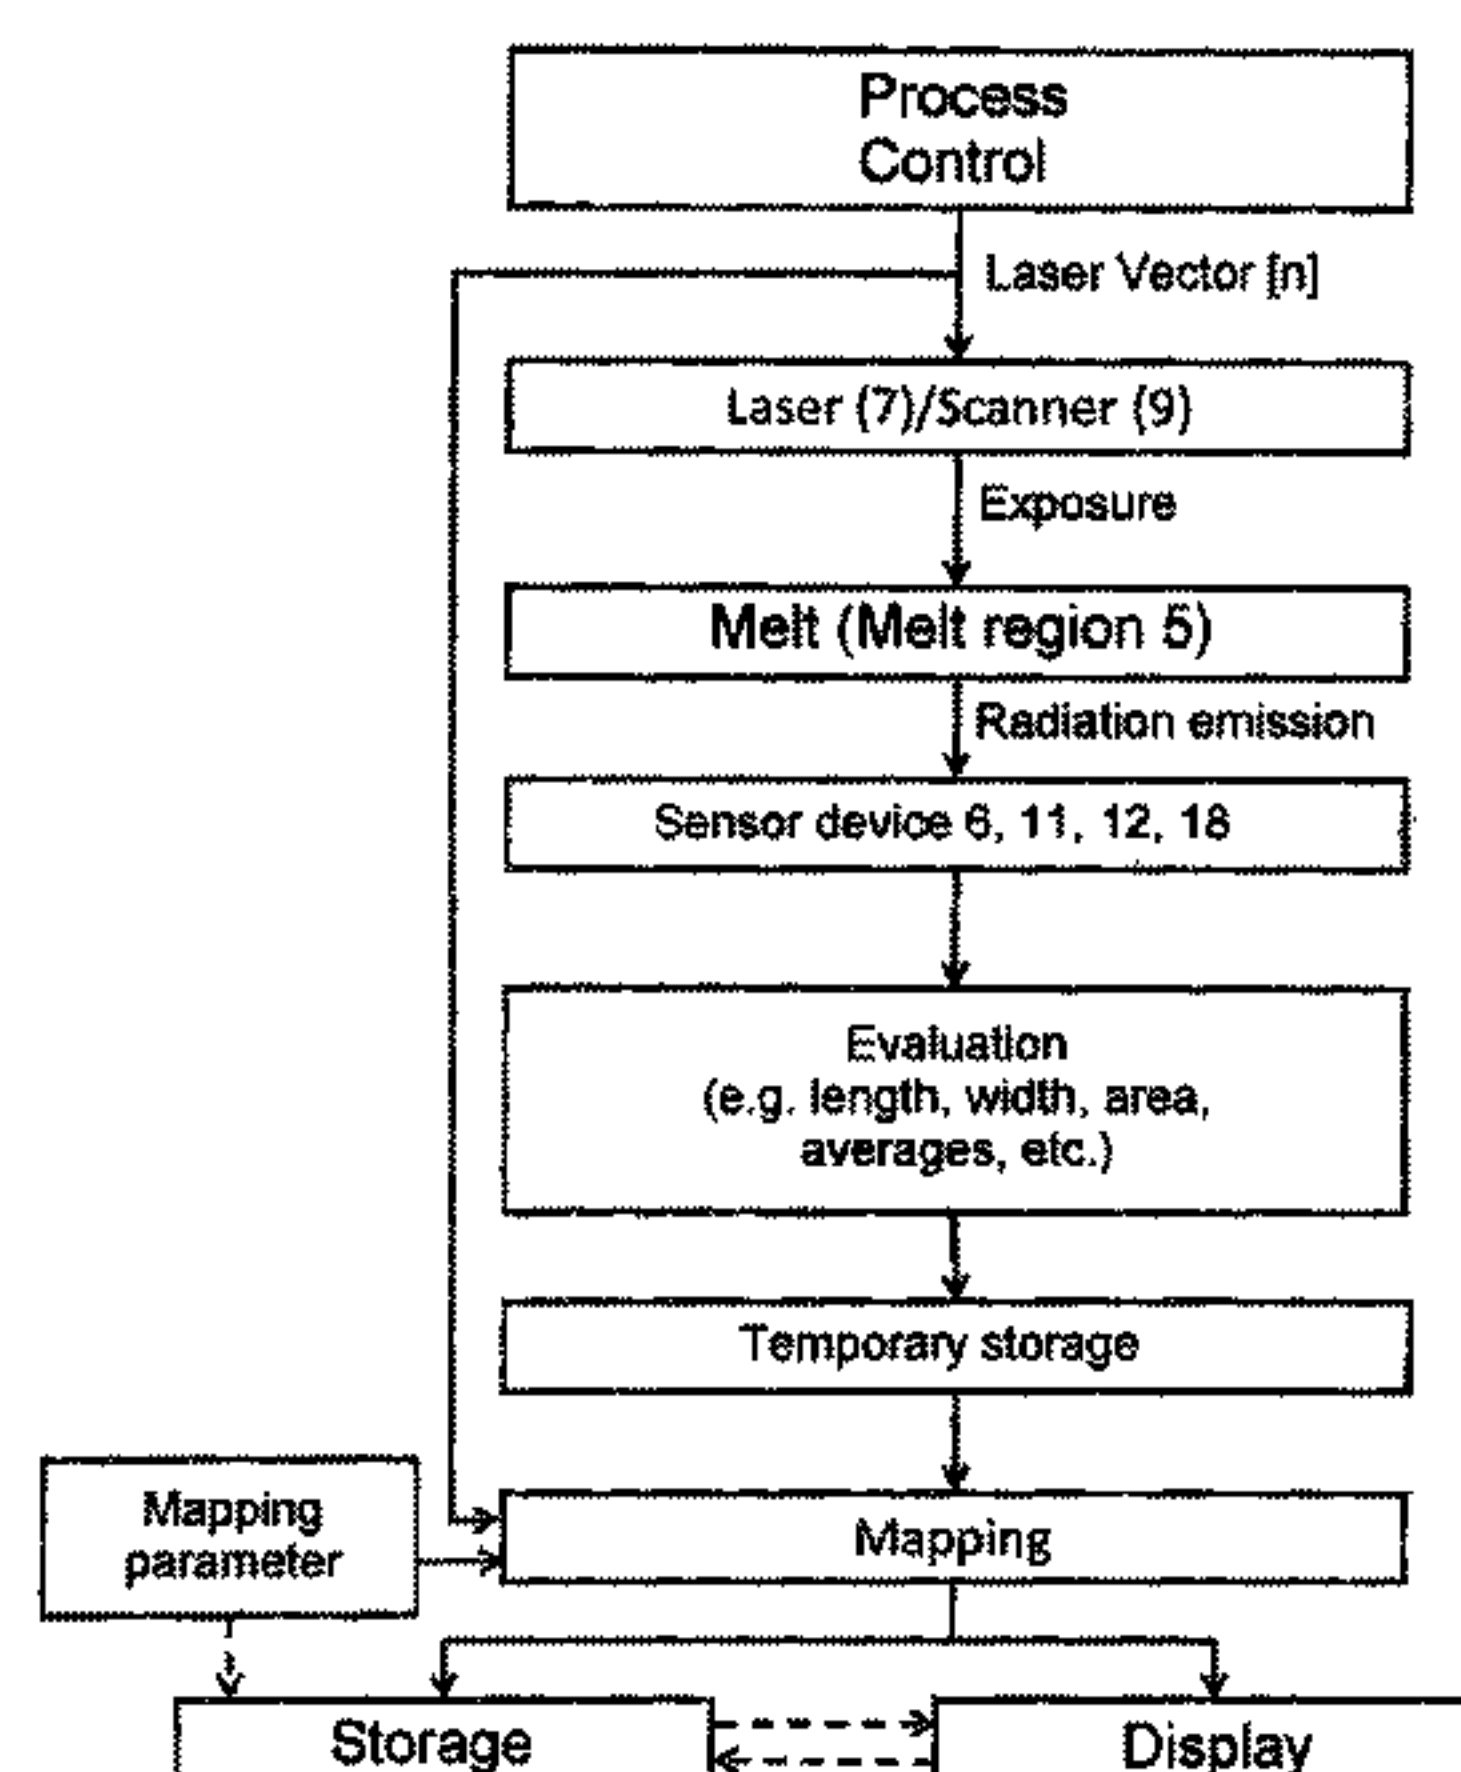 Process
Control
Laser Vector [n]
Laser (7)/Scanner (9)
Exposure
Melt (Melt region 5)
Radiation emission
Sensor device 6, 11, 12, 18
Evaluation
(e.g. length, width, area,
averages, etc.)
Temporary storage
Mapping
parameter
Mapping
Storage
Display